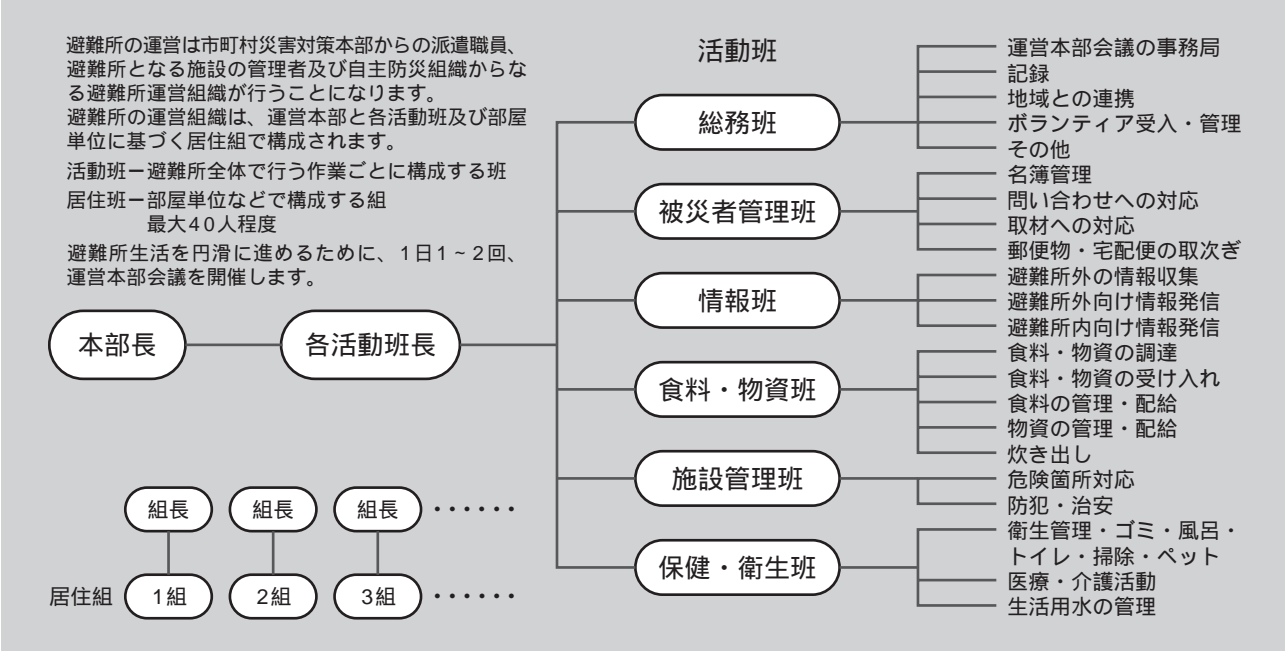 避難所の運営は市町村災害対策本部からの派遣職員、
避難所となる施設の管理者及び自主防災組織からな
る避難所運営組織が行うことになります。
避難所の運営組織は、運営本部と各活動班及び部屋
単位に基づく居住組で構成されます。
活動班ー避難所全体で行う作業ごとに構成する班
居住班ー部屋単位などで構成する組
最大40人程度
避難所生活を円滑に進めるために、1日1~2回、
運営本部会議を開催します。
本部長
各活動班長
活動班
総務班
運営本部会議の事務局
記録
地域との連携
ボランティア受入・管理
その他
被災者管理班
名簿管理
問い合わせへの対応
取材への対応
郵便物・宅配便の取次ぎ
情報班
避難所外の情報収集
避難所外向け情報発信
避難所内向け情報発信
食料・物資班
食料・物資の調達
食料・物資の受け入れ
食料の管理・配給
物資の管理・配給
炊き出し
施設管理班
危険箇所対応
防犯・治安
保健・衛生班
衛生管理・ゴミ・風呂・
トイレ・掃除・ペット
医療・介護活動
生活用水の管理
組長 組長 組長 ・・・・・・
居住組 1組 2組 3組 ・・・・・・